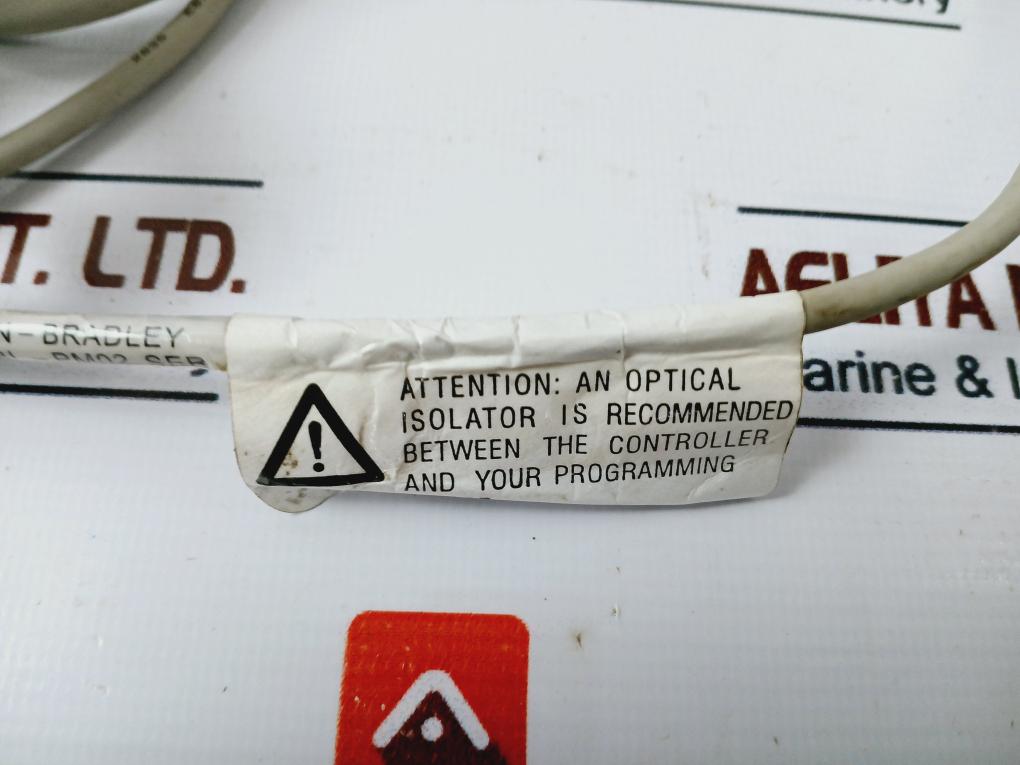 T. LTD.
N-BRADLEY
ATTENTION: AN OPTICAL
ISOLATOR IS RECOMMENDED
BETWEEN THE CONTROLLER
AND YOUR PROGRAMMING
arine &